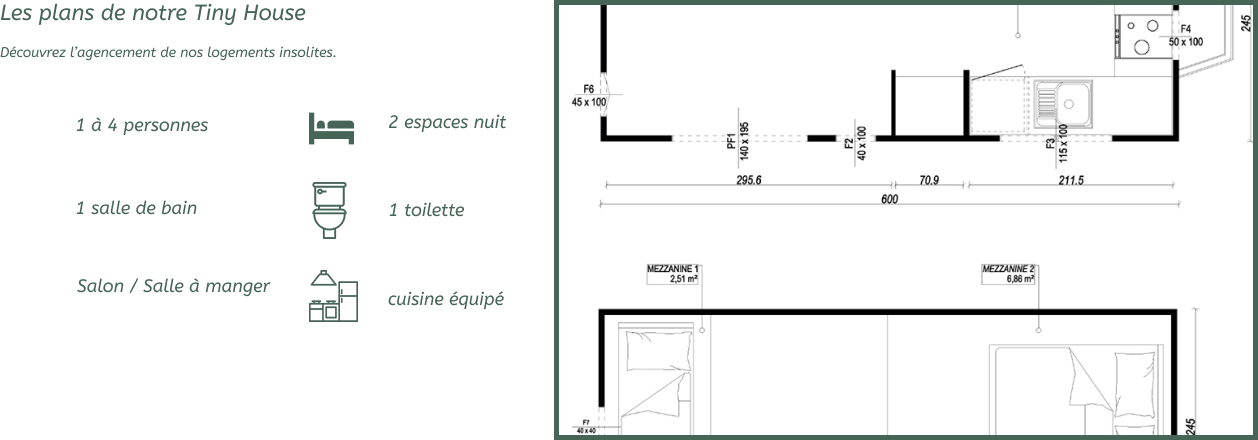 Les plans de notre Tiny House
Découvrez l'agencement de nos logements insolites.
1 à 4 personnes
2 espaces nuit
1 salle de bain
1 toilette
Salon / Salle à manger
cuisine équipé
F4
50 x 100
245
F6
45 x 100
PF1
140 x 195
F2
40 x 100
F3
115 x 100
295.6
70.9
211.5
600
MEZZANINE 1
2,51 m²
MEZZANINE 2
6,86 m²
F7
40 x 40
245